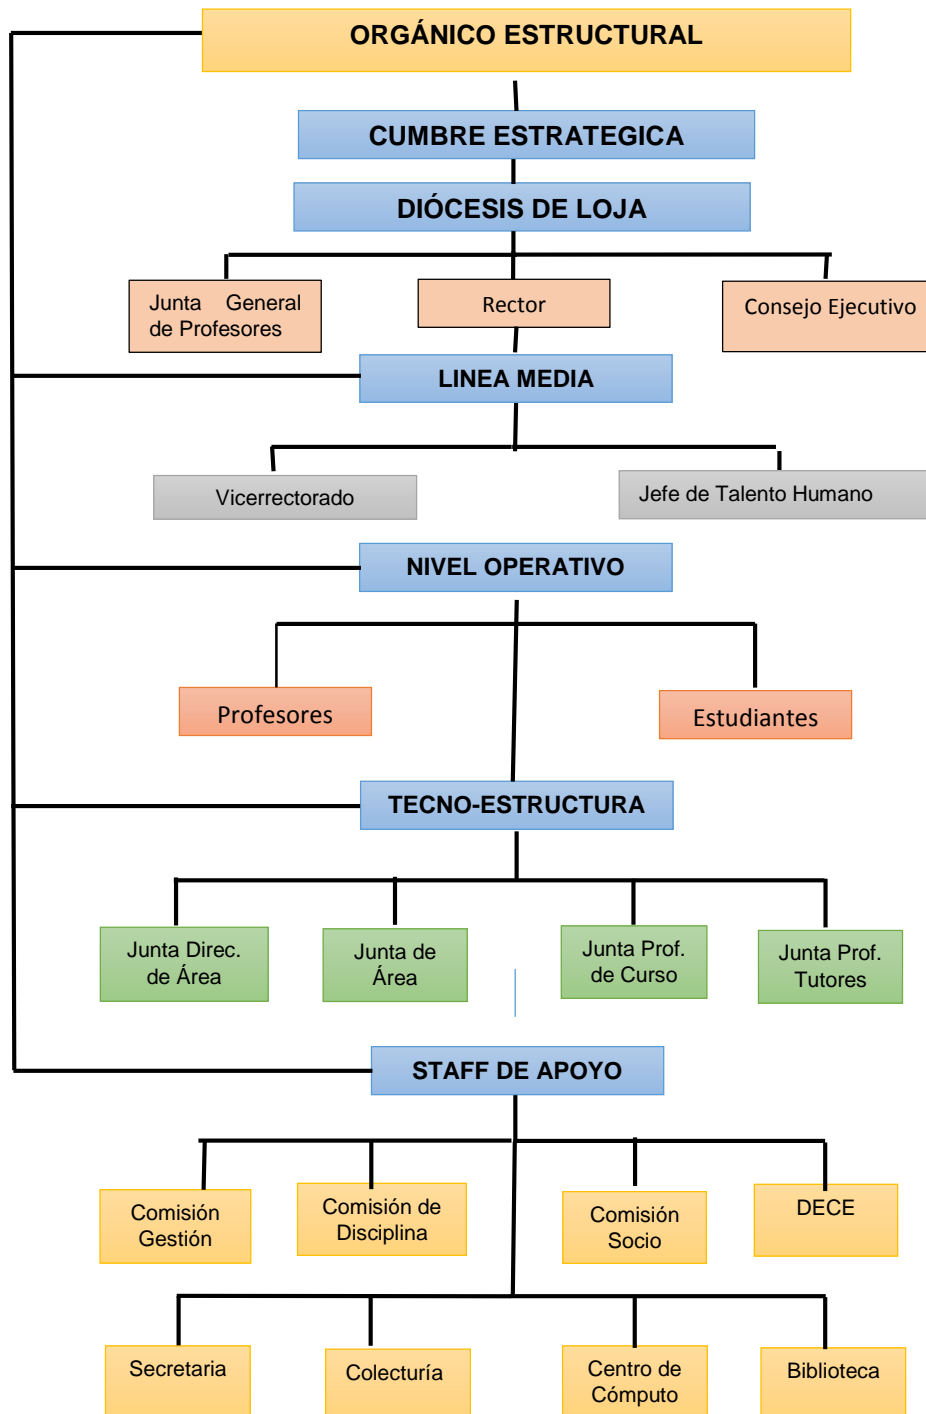 ORGÁNICO ESTRUCTURAL
CUMBRE ESTRATEGICA
DIÓCESIS DE LOJA
Junta General
de Profesores
Rector
Consejo Ejecutivo
LINEA MEDIA
Vicerrectorado
Jefe de Talento Humano
NIVEL OPERATIVO
Profesores
Estudiantes
TECNO-ESTRUCTURA
Junta Direc.
de Área
Junta de
Área
Junta Prof.
de Curso
Junta Prof.
Tutores
STAFF DE APOYO
Comisión
Gestión
Comisión de
Disciplina
Comisión
Socio
DECE
Secretaria
Colecturía
Centro de
Cómputo
Biblioteca